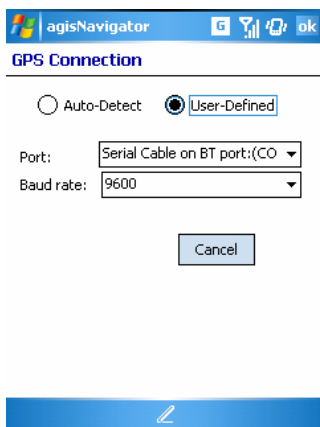 agisNavigator G ok
GPS Connection
Auto-Detect User-Defined
Port: Serial Cable on BT port:(CO
Baud rate: 9600
Cancel